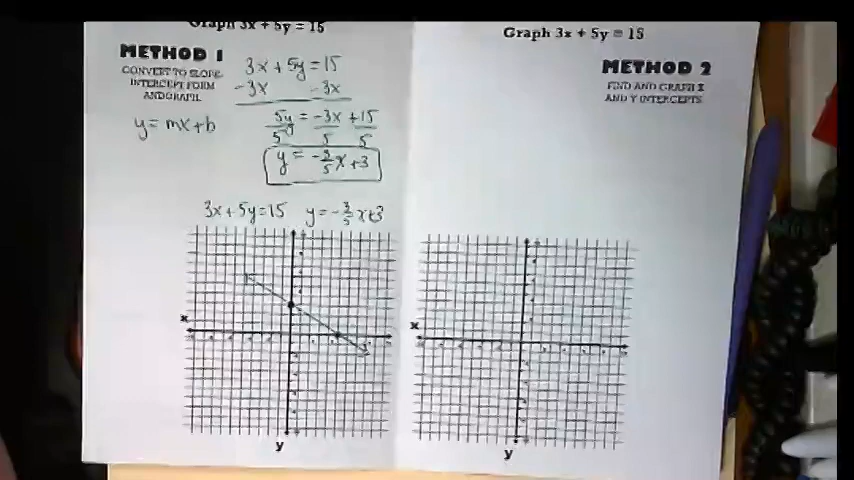 Graph 3x + 5y = 15
METHOD 1
CONVERT TO SLOPE
INTERCEPT FORM
AND GRAPH
y = mx+b
3x + 5y = 15
-3x -3x
5y = -3x + 15
5 5 5
y = -3/5 x + 3
3x + 5y = 15 y = -3/5 x + 3
x
y
Graph 3x + 5y = 15
METHOD 2
FIND AND GRAPH X
AND Y INTERCEPTS
x
y